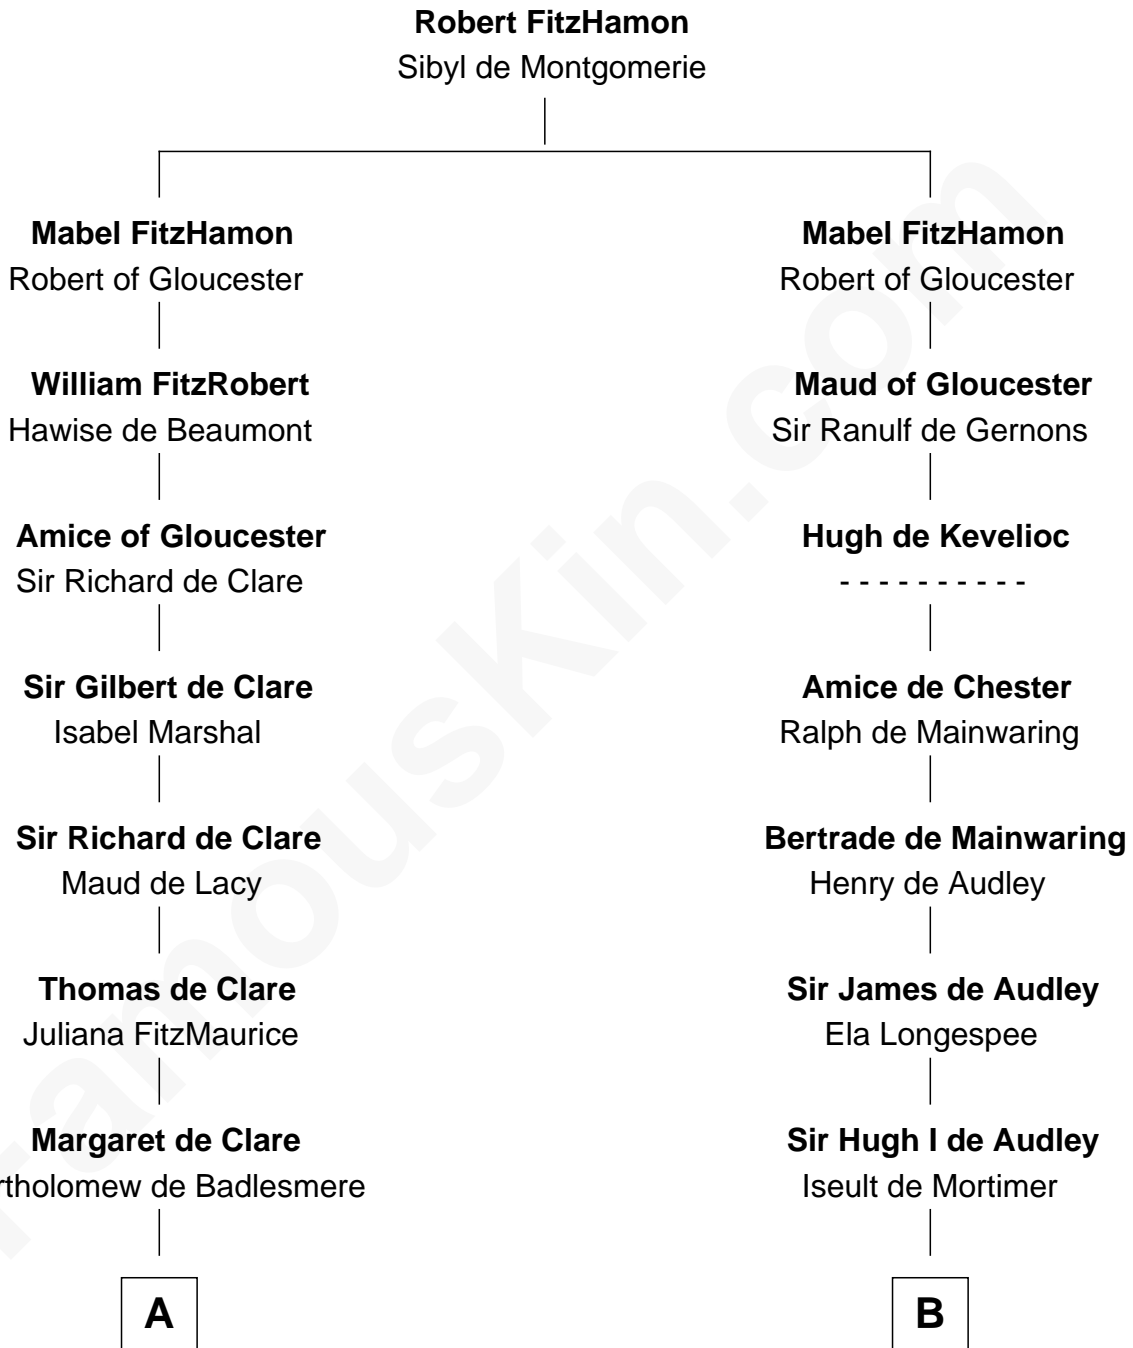 Robert FitzHamon
Sibyl de Montgomerie
Mabel FitzHamon
Robert of Gloucester
William FitzRobert
Hawise de Beaumont
Amice of Gloucester
Sir Richard de Clare
Sir Gilbert de Clare
Isabel Marshal
Sir Richard de Clare
Maud de Lacy
Thomas de Clare
Juliana FitzMaurice
Margaret de Clare
rtholomew de Badlesmere
A
Mabel FitzHamon
Robert of Gloucester
Maud of Gloucester
Sir Ranulf de Gernons
Hugh de Kevelioc
- - - - - - - - - -
Amice de Chester
Ralph de Mainwaring
Bertrade de Mainwaring
Henry de Audley
Sir James de Audley
Ela Longespee
Sir Hugh I de Audley
Iseult de Mortimer
B
FamousKin.com